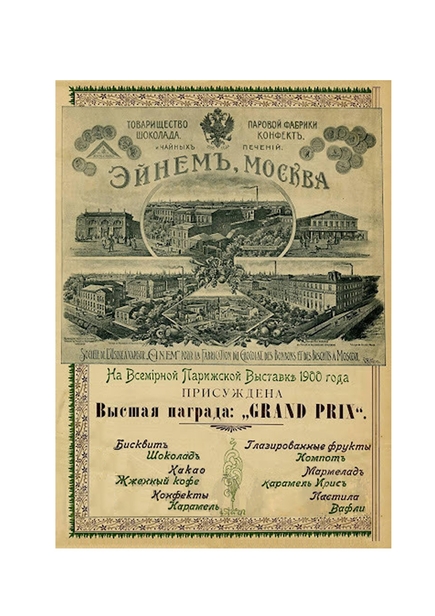 ТОВАРИЩЕСТВО ПАРОВОЙ ФАБРИКИ
ШОКОЛАДА, КОНФЕКТЪ
и ЧАЙНЫХЪ ПЕЧЕНІЙ
ЭЙНЕМЪ, МОСКВА
На Всемірной Парижской Выставкѣ 1900 года
ПРИСУЖДЕНА
Высшая награда: „GRAND PRIX“.
Бисквитъ
Шоколадъ
Какао
Жженный кофе
Конфекты
Карамель
Глазированные фрукты
Компотъ
Мармеладъ
Карамель Ирисъ
Пастила
Вафли